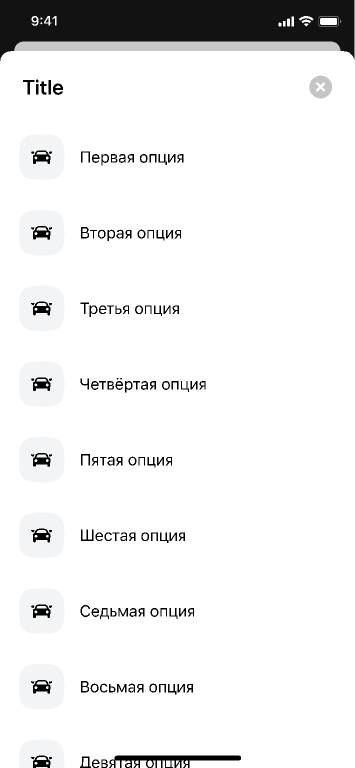 9:41
Title
Первая опция
Вторая опция
Третья опция
Четвёртая опция
Пятая опция
Шестая опция
Седьмая опция
Восьмая опция
Девятая опция